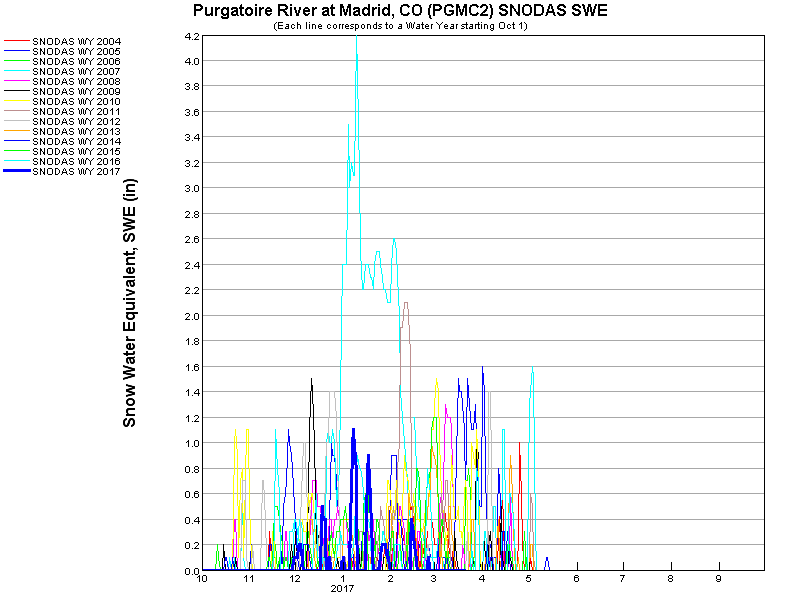 Purgatoire River at Madrid, CO (PGMC2) SNODAS SWE
(Each line corresponds to a Water Year starting Oct 1)
SNODAS WY 2004
SNODAS WY 2005
SNODAS WY 2006
SNODAS WY 2007
SNODAS WY 2008
SNODAS WY 2009
SNODAS WY 2010
SNODAS WY 2011
SNODAS WY 2012
SNODAS WY 2013
SNODAS WY 2014
SNODAS WY 2015
SNODAS WY 2016
SNODAS WY 2017
Snow Water Equivalent, SWE (in)
4.2
4.0
3.8
3.6
3.4
3.2
3.0
2.8
2.6
2.4
2.2
2.0
1.8
1.6
1.4
1.2
1.0
0.8
0.6
0.4
0.2
0.0
10 11 12 1 2 3 4 5 6 7 8 9
2017